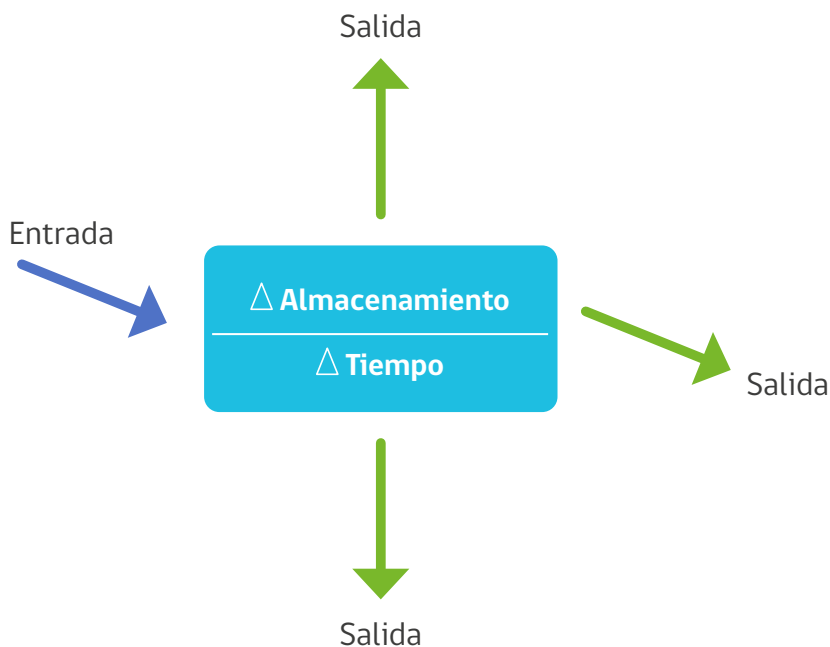 Salida
Entrada
△ Almacenamiento
△ Tiempo
Salida
Salida